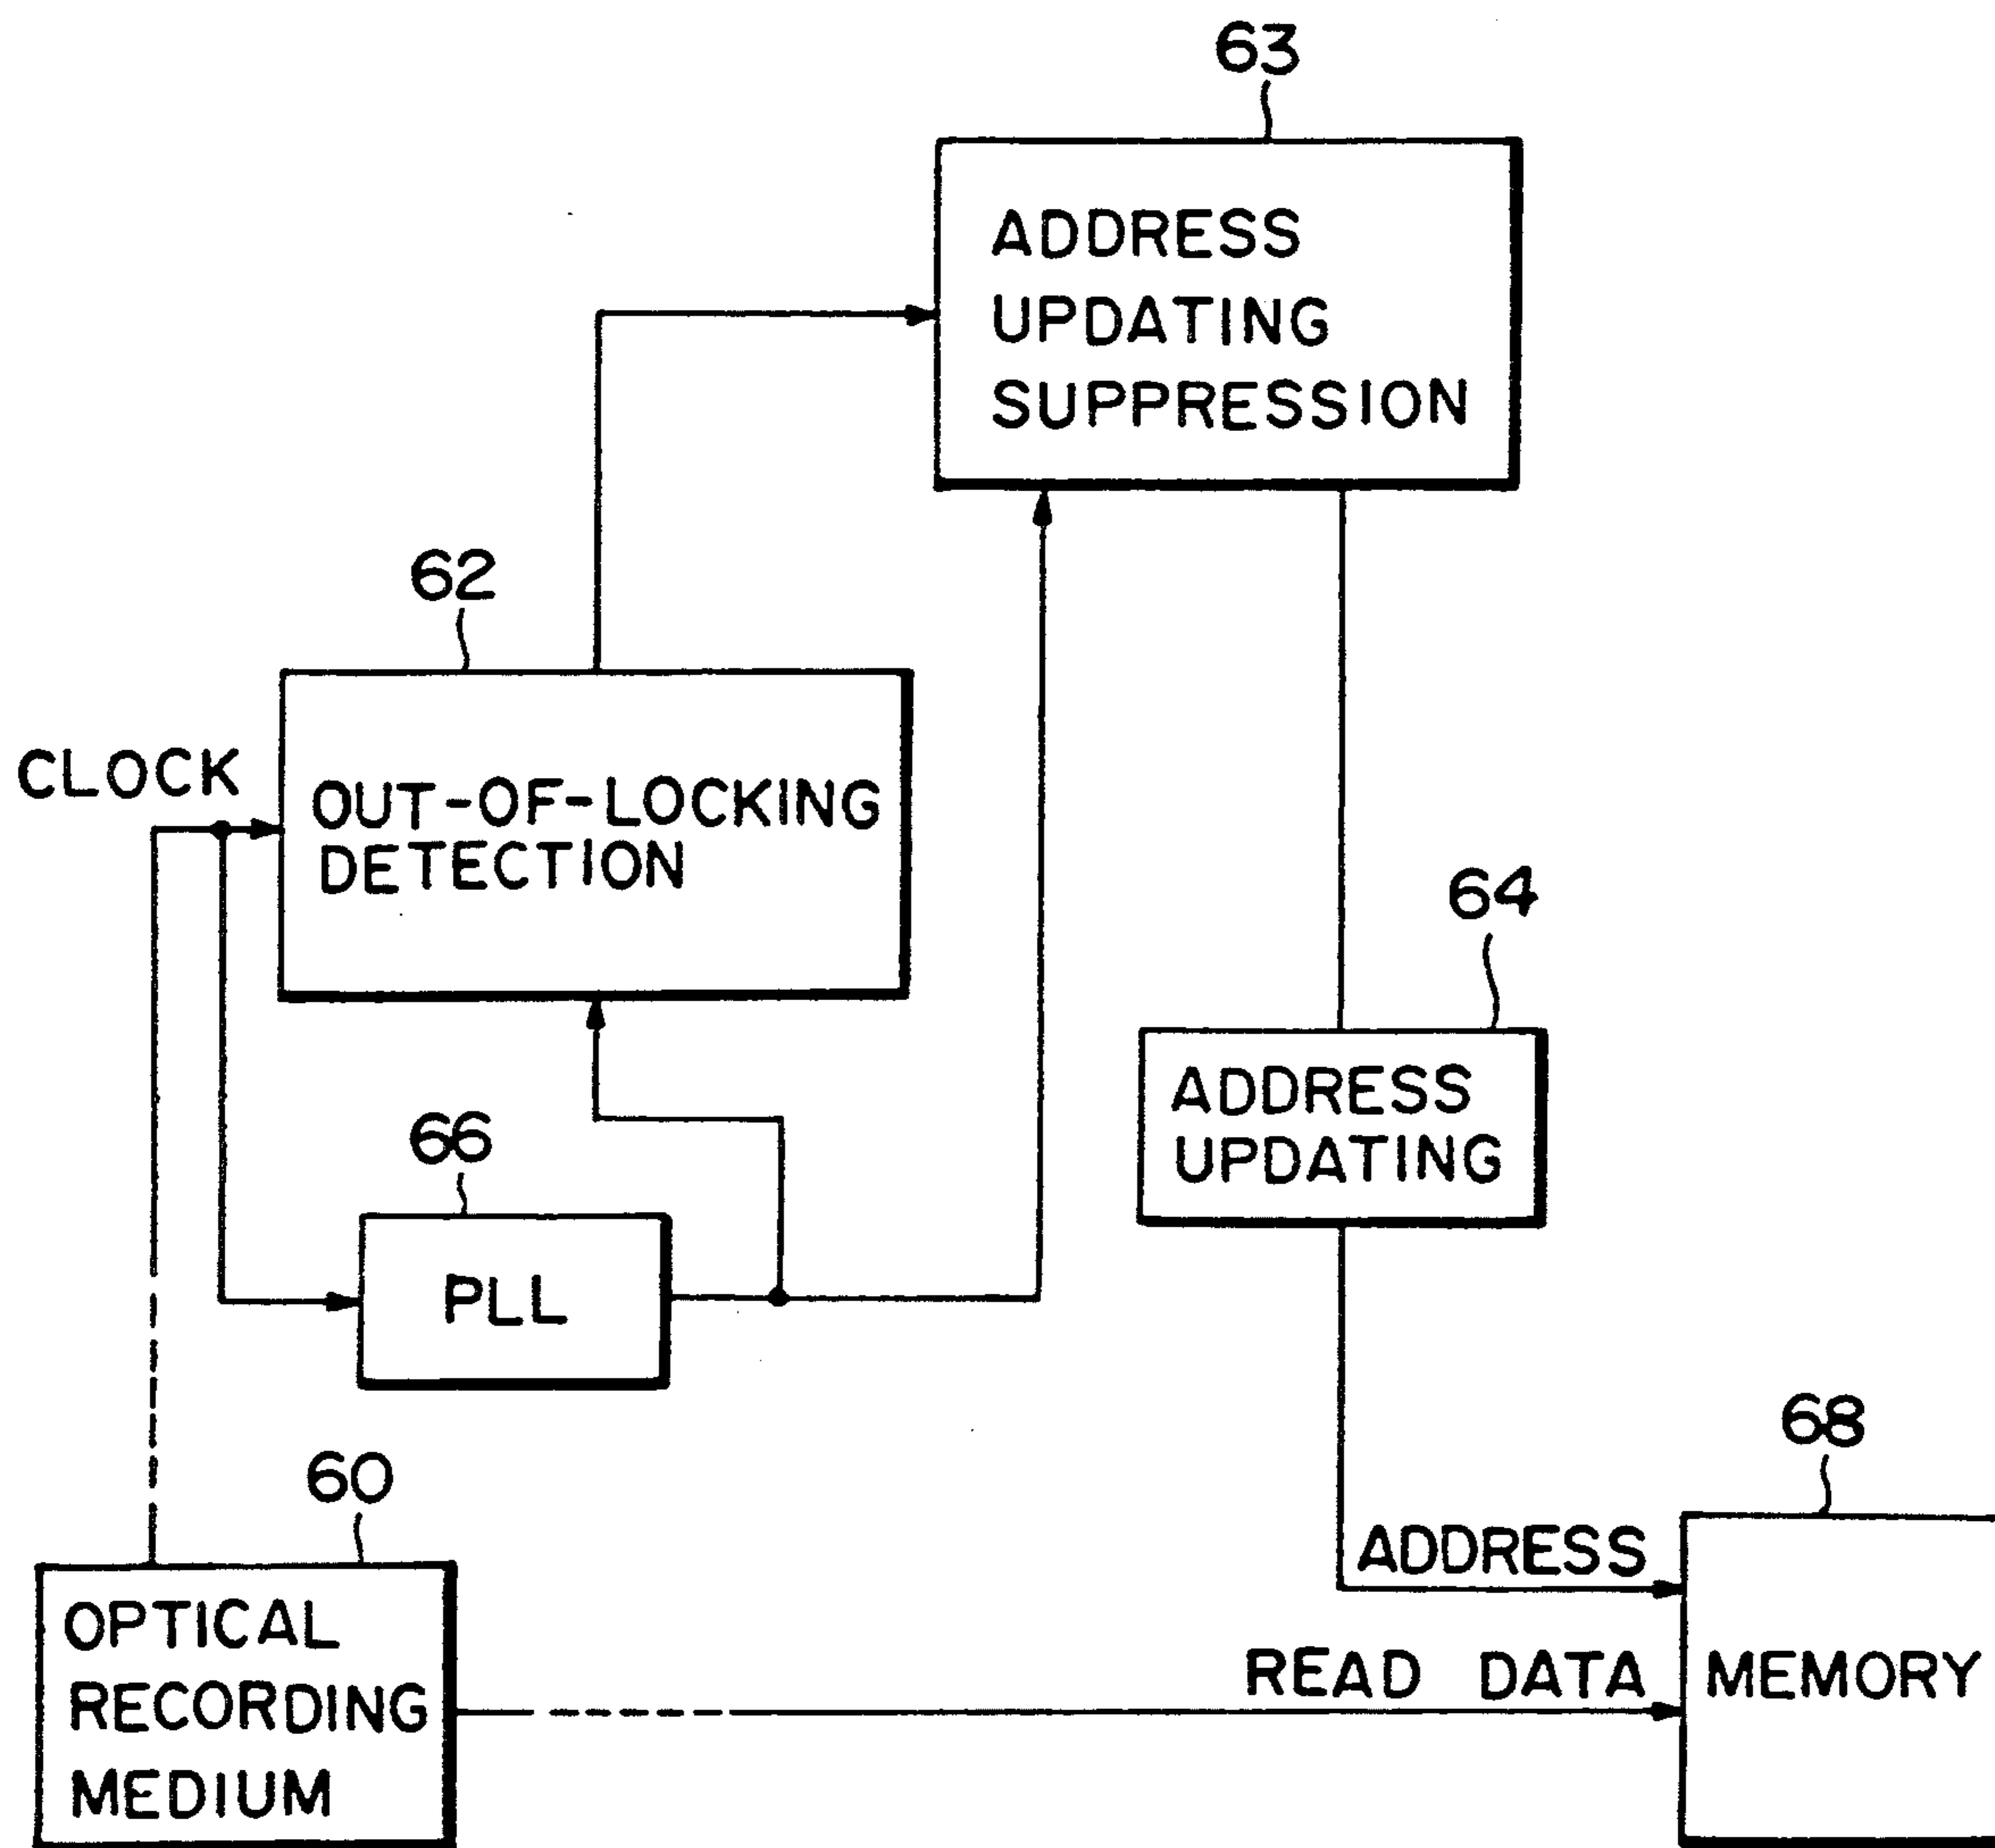 63
ADDRESS
UPDATING
SUPPRESSION
62
CLOCK
OUT-OF-LOCKING
DETECTION
64
ADDRESS
UPDATING
66
PLL
68
60
ADDRESS
OPTICAL
RECORDING
MEDIUM
READ DATA
MEMORY